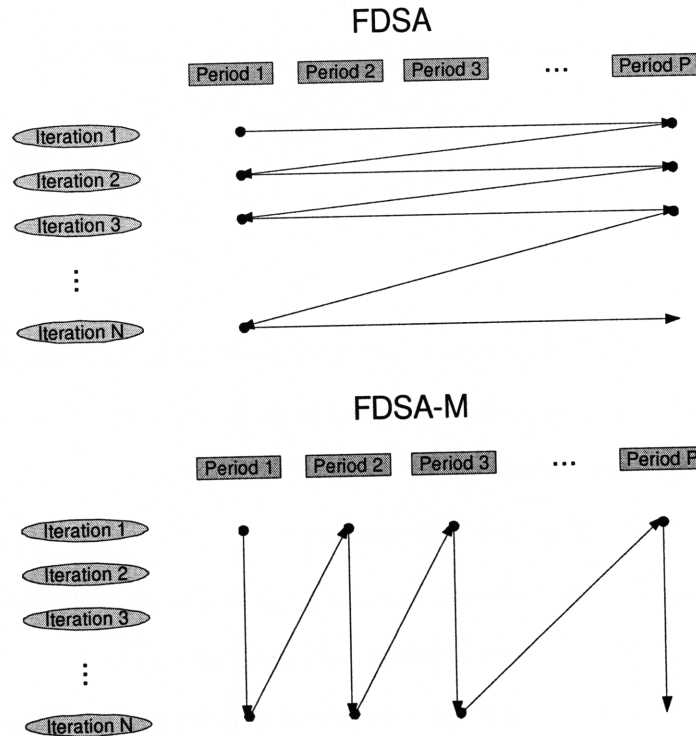 FDSA
Period 1 Period 2 Period 3 ... Period P
Iteration 1
Iteration 2
Iteration 3
⋮
Iteration N
FDSA-M
Period 1 Period 2 Period 3 ... Period P
Iteration 1
Iteration 2
Iteration 3
⋮
Iteration N